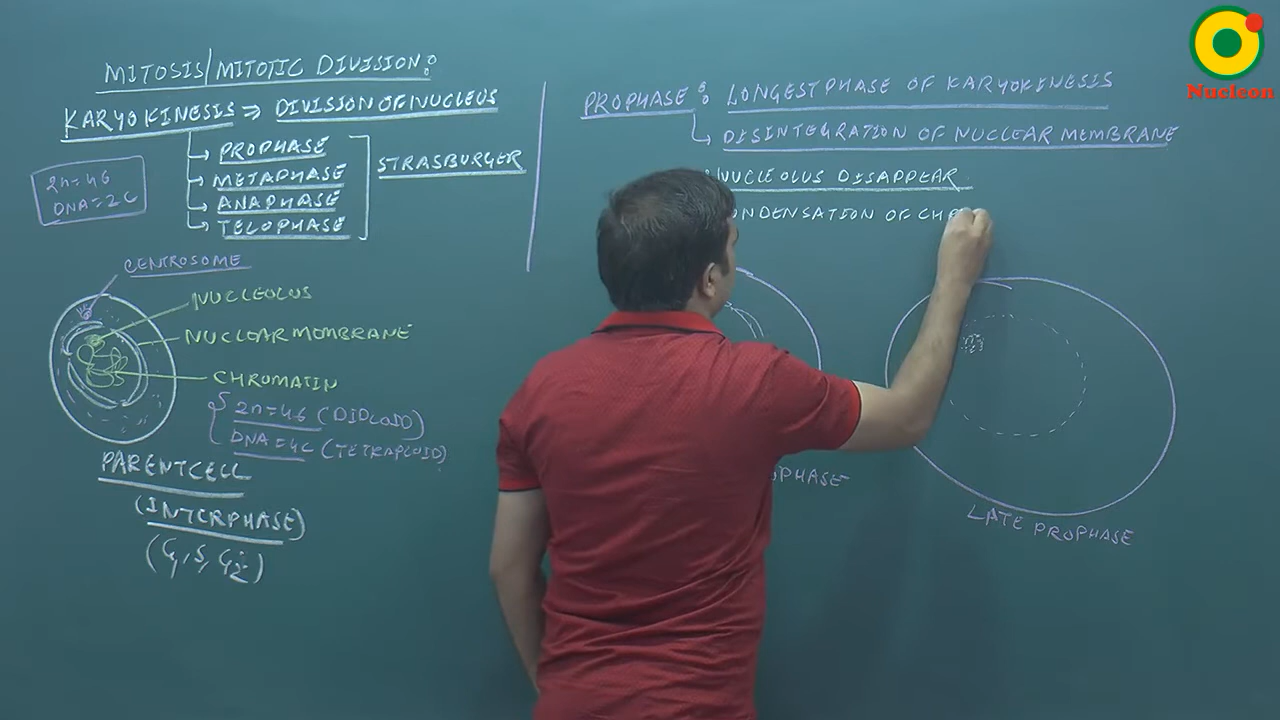 MITOSIS/MITOTIC DIVISION:
KARYOKINESIS ⇒ DIVISION OF NUCLEUS
PROPHASE
METAPHASE
ANAPHASE
TELOPHASE
STRASBURGER
2n=46
DNA=2C
CENTROSOME
NUCLEOLUS
NUCLEAR MEMBRANE
CHROMATIN
2n=46 (DIPLOID)
DNA=4C (TETRAPLOID)
PARENT CELL
(INTERPHASE)
(G1, S, G2)
PROPHASE: LONGEST PHASE OF KARYOKINESIS
DISINTEGRATION OF NUCLEAR MEMBRANE
NUCLEOLUS DISAPPEAR
ONDENSATION OF CH
OPHASE
LATE PROPHASE
Nucleon